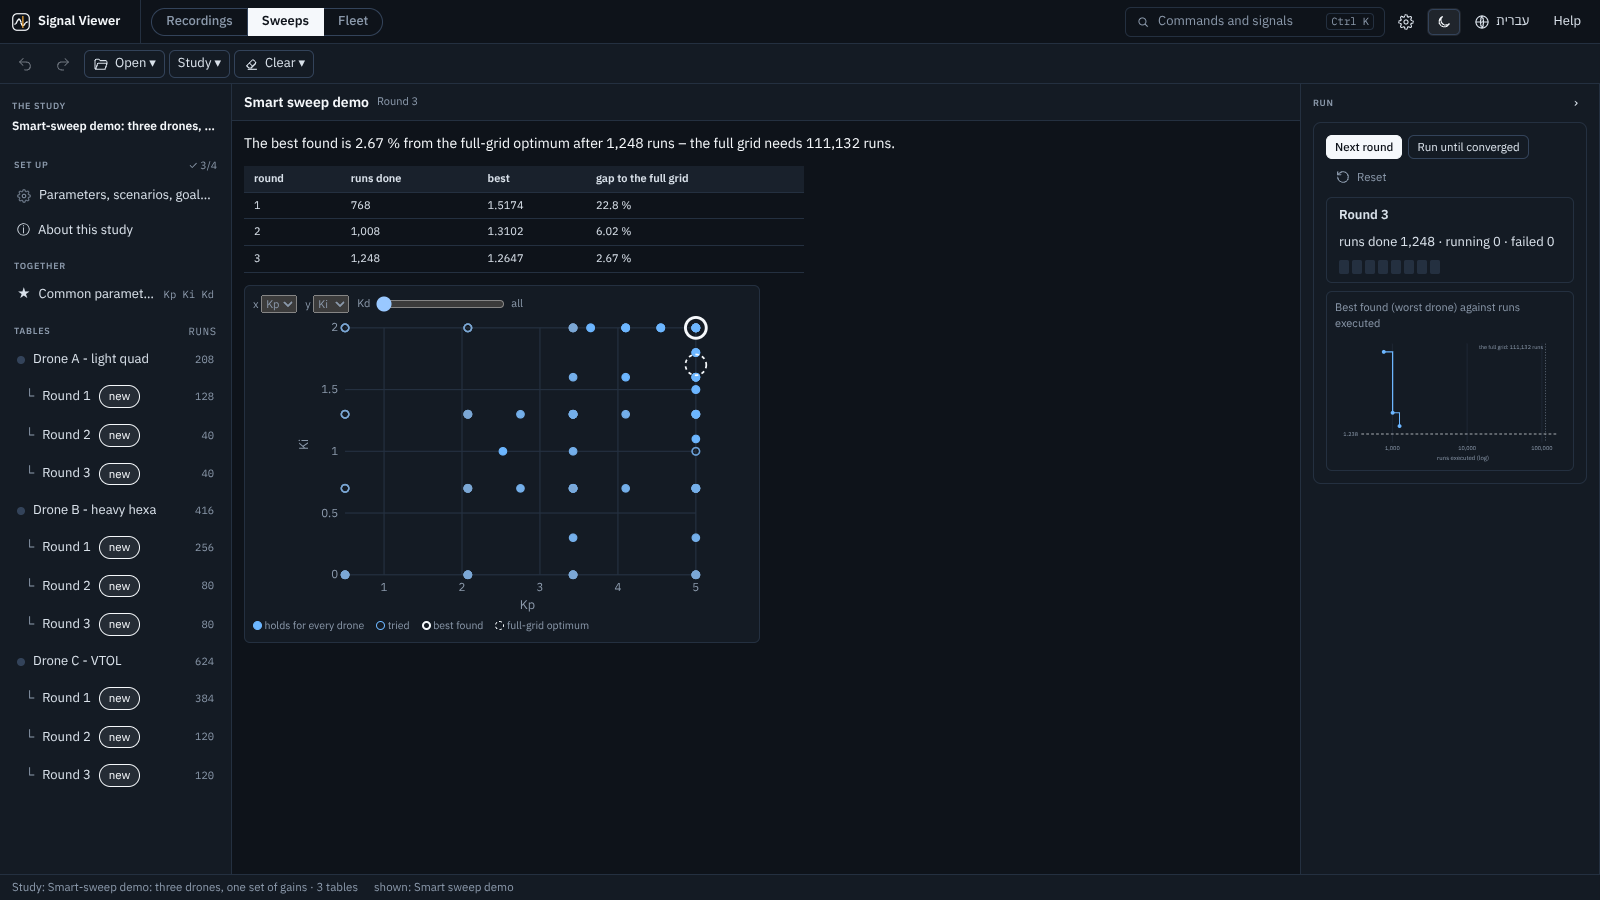 Signal Viewer
Recordings
Sweeps
Fleet
Commands and signals
Ctrl K
עברית
Help
Open ▾
Study ▾
Clear ▾
THE STUDY
Smart-sweep demo: three drones, ...
SET UP
✓ 3/4
Parameters, scenarios, goal...
About this study
TOGETHER
★ Common paramet... Kp Ki Kd
TABLES RUNS
Drone A - light quad 208
└ Round 1 new 128
└ Round 2 new 40
└ Round 3 new 40
Drone B - heavy hexa 416
└ Round 1 new 256
└ Round 2 new 80
└ Round 3 new 80
Drone C - VTOL 624
└ Round 1 new 384
└ Round 2 new 120
└ Round 3 new 120
Smart sweep demo Round 3
The best found is 2.67 % from the full-grid optimum after 1,248 runs – the full grid needs 111,132 runs.
round runs done best gap to the full grid
1 768 1.5174 22.8 %
2 1,008 1.3102 6.02 %
3 1,248 1.2647 2.67 %
x Kp y Ki Kd all
2
1.5
Ki
1
0.5
0
1 2 3 4 5
Kp
holds for every drone tried best found full-grid optimum
RUN ›
Next round
Run until converged
Reset
Round 3
runs done 1,248 · running 0 · failed 0
Best found (worst drone) against runs
executed
the full grid: 111,132 runs
1.238
1,000 10,000 100,000
runs executed (log)
Study: Smart-sweep demo: three drones, one set of gains · 3 tables shown: Smart sweep demo